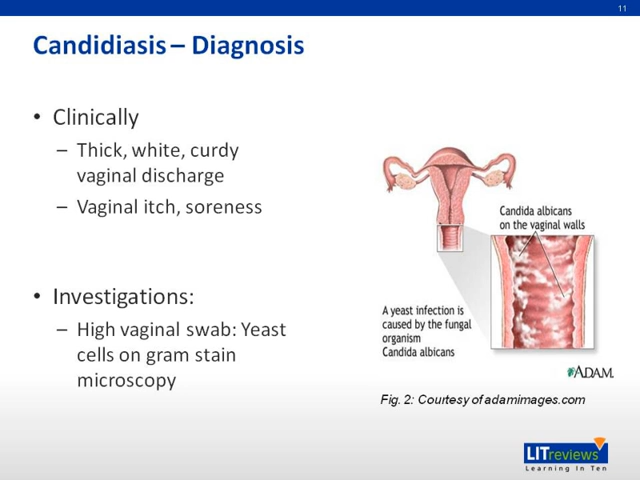 11
Candidiasis – Diagnosis
• Clinically
– Thick, white, curdy
vaginal discharge
– Vaginal itch, soreness
• Investigations:
– High vaginal swab: Yeast
cells on gram stain
microscopy
Candida albicans
on the vaginal walls
A yeast infection is
caused by the fungal
organism
Candida albicans
ADAM.
Fig. 2: Courtesy of adamimages.com
LITreviews
Learning In Ten